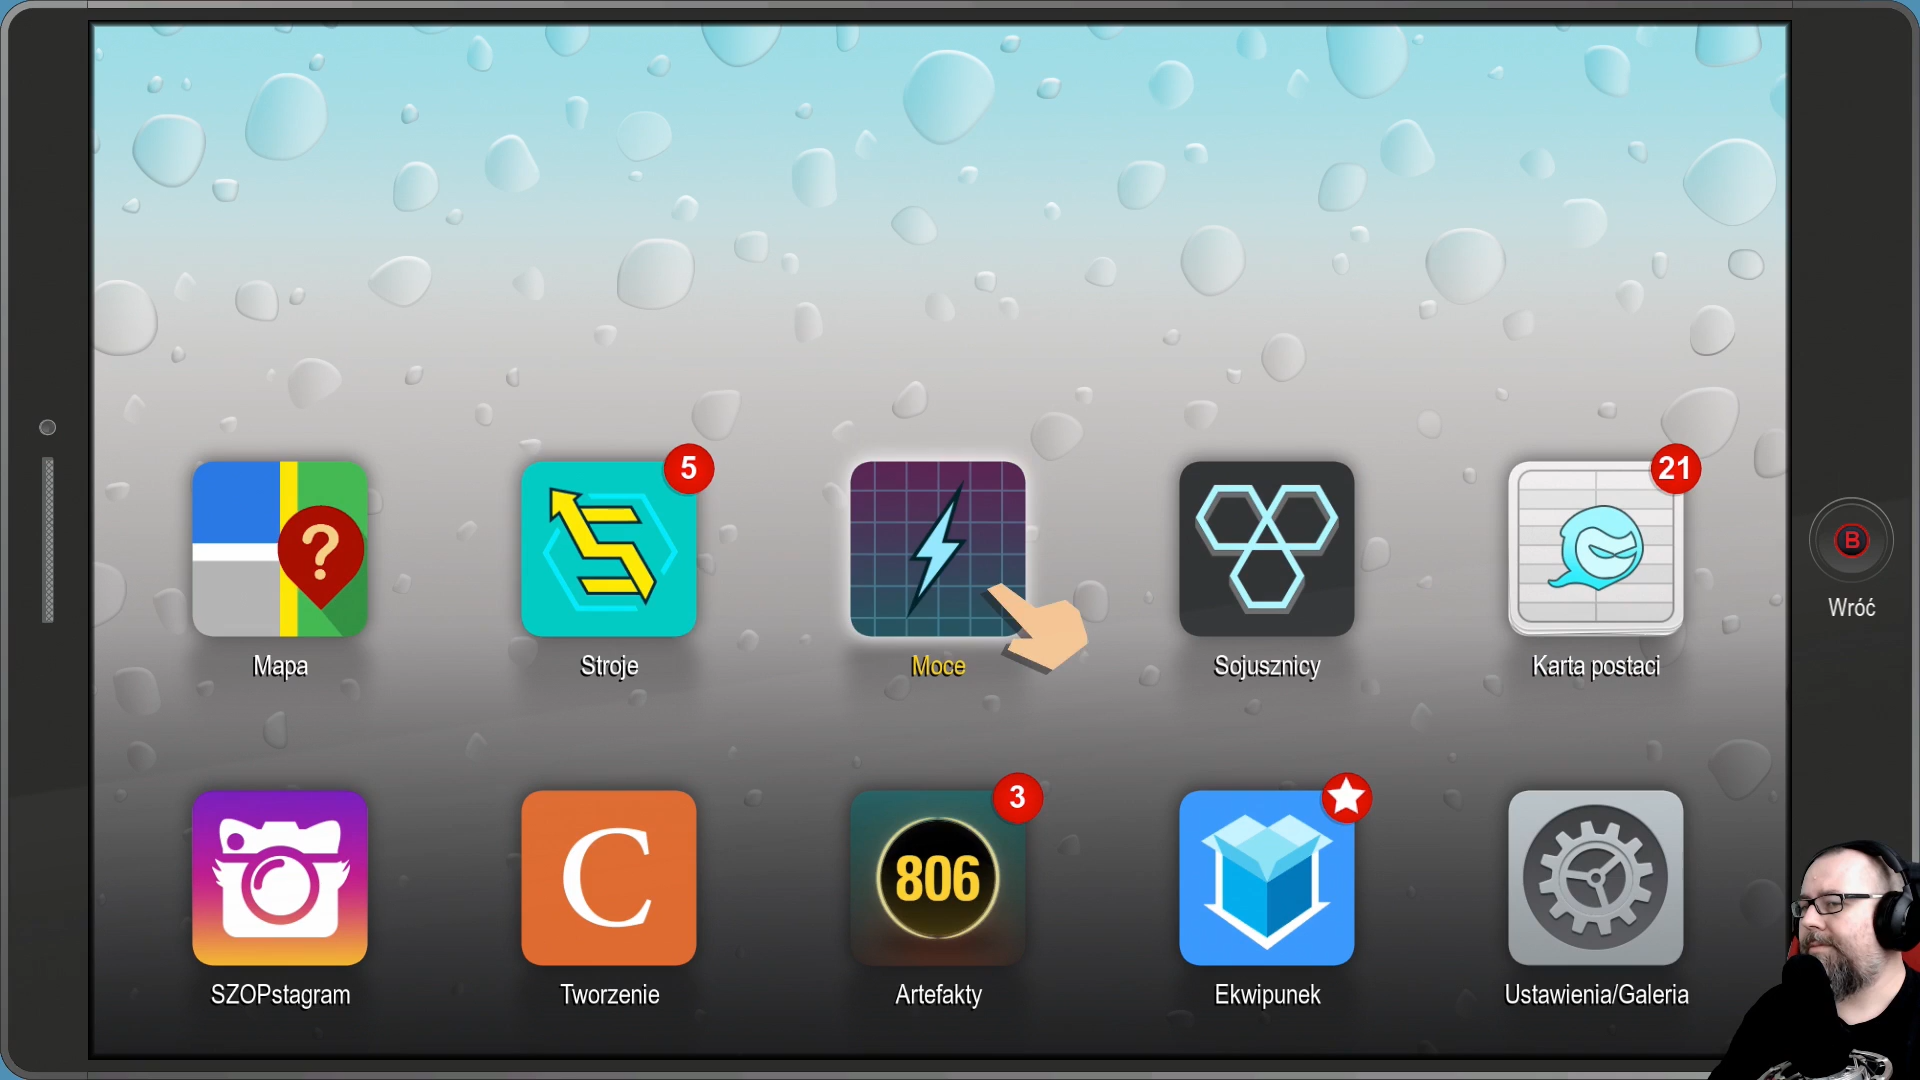 5
21
?
B
Wróć
Mapa
Stroje
Moce
Sojusznicy
Karta postaci
3
C
806
SZOPstagram
Tworzenie
Artefakty
Ekwipunek
Ustawienia/Galeria